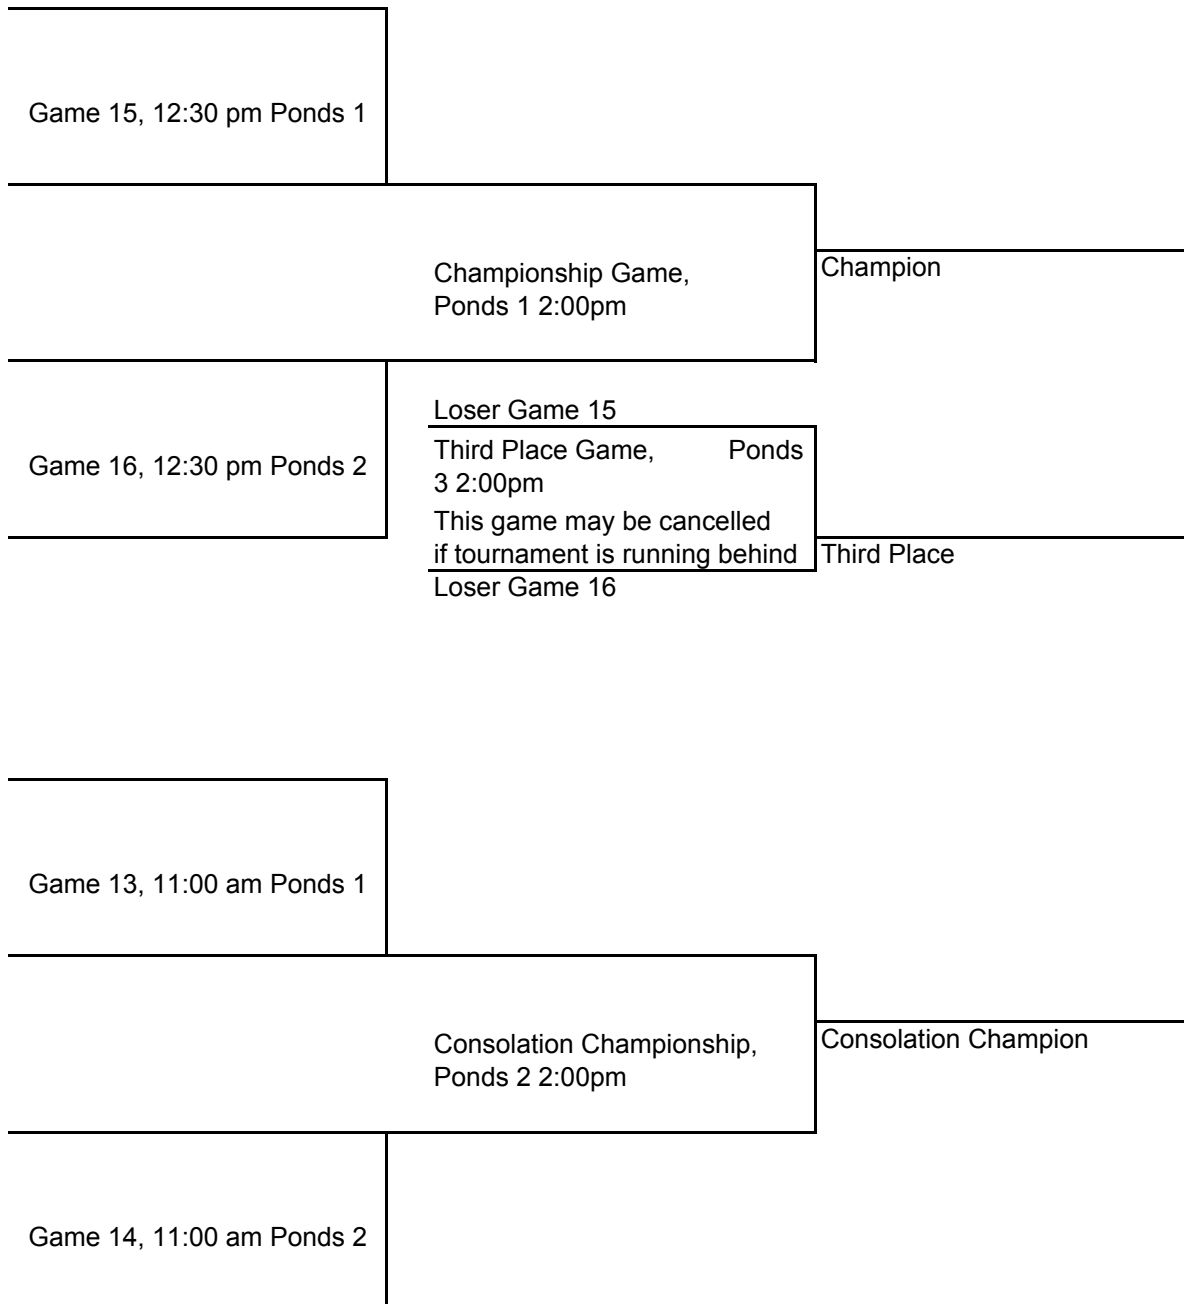 Game 15, 12:30 pm Ponds 1
Championship Game,
Ponds 1 2:00pm
Champion
Loser Game 15
Game 16, 12:30 pm Ponds 2
Third Place Game, Ponds
3 2:00pm
This game may be cancelled
if tournament is running behind
Third Place
Loser Game 16
Game 13, 11:00 am Ponds 1
Consolation Championship,
Ponds 2 2:00pm
Consolation Champion
Game 14, 11:00 am Ponds 2